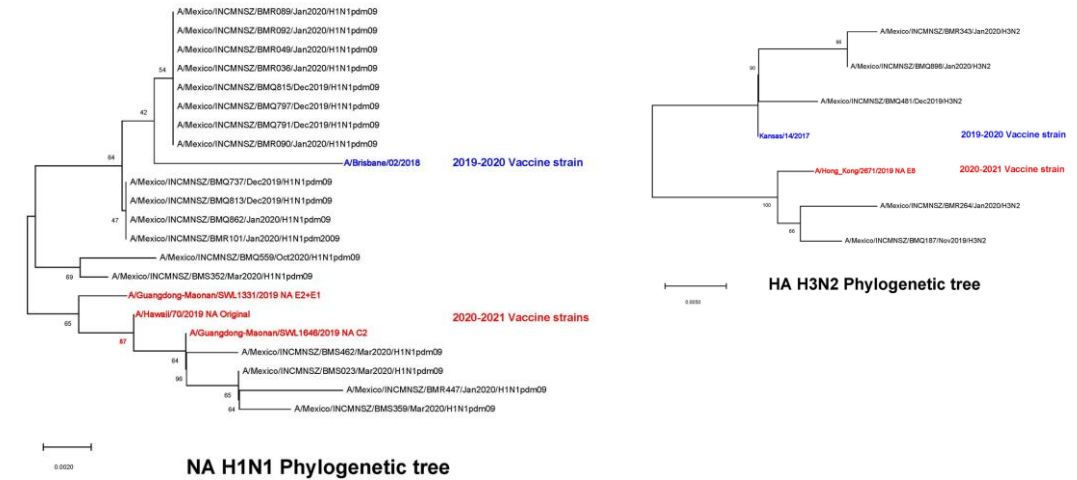 A/Mexico/INCMNSZ/BMR089/Jan2020/H1N1pdm09
A/Mexico/INCMNSZ/BMR092/Jan2020/H1N1pdm09
A/Mexico/INCMNSZ/BMR049/Jan2020/H1N1pdm09
A/Mexico/INCMNSZ/BMR036/Jan2020/H1N1pdm09
54
A/Mexico/INCMNSZ/BMQ815/Dec2019/H1N1pdm09
A/Mexico/INCMNSZ/BMQ797/Dec2019/H1N1pdm09
42
A/Mexico/INCMNSZ/BMQ791/Dec2019/H1N1pdm09
A/Mexico/INCMNSZ/BMR090/Jan2020/H1N1pdm09
A/Brisbane/02/2018
2019-2020 Vaccine strain
64
A/Mexico/INCMNSZ/BMQ737/Dec2019/H1N1pdm09
A/Mexico/INCMNSZ/BMQ813/Dec2019/H1N1pdm09
47
A/Mexico/INCMNSZ/BMQ862/Jan2020/H1N1pdm09
A/Mexico/INCMNSZ/BMR101/Jan2020/H1N1pdm2009
A/Mexico/INCMNSZ/BMQ559/Oct2020/H1N1pdm09
69
A/Mexico/INCMNSZ/BMS352/Mar2020/H1N1pdm09
A/Guangdong-Maonan/SWL1331/2019 NA E2+E1
65
A/Hawaii/70/2019 NA Original
2020-2021 Vaccine strains
67
A/Guangdong-Maonan/SWL1646/2019 NA C2
64
A/Mexico/INCMNSZ/BMS462/Mar2020/H1N1pdm09
96
A/Mexico/INCMNSZ/BMS023/Mar2020/H1N1pdm09
65
A/Mexico/INCMNSZ/BMR447/Jan2020/H1N1pdm09
64
A/Mexico/INCMNSZ/BMS359/Mar2020/H1N1pdm09
0.0020
NA H1N1 Phylogenetic tree
A/Mexico/INCMNSZ/BMR343/Jan2020/H3N2
A/Mexico/INCMNSZ/BMQ898/Jan2020/H3N2
A/Mexico/INCMNSZ/BMQ481/Dec2019/H3N2
Kansas/14/2017
2019-2020 Vaccine strain
A/Hong_Kong/2671/2019 NA E8
2020-2021 Vaccine strain
100
A/Mexico/INCMNSZ/BMR264/Jan2020/H3N2
66
A/Mexico/INCMNSZ/BMQ187/Nov2019/H3N2
0.0050
HA H3N2 Phylogenetic tree